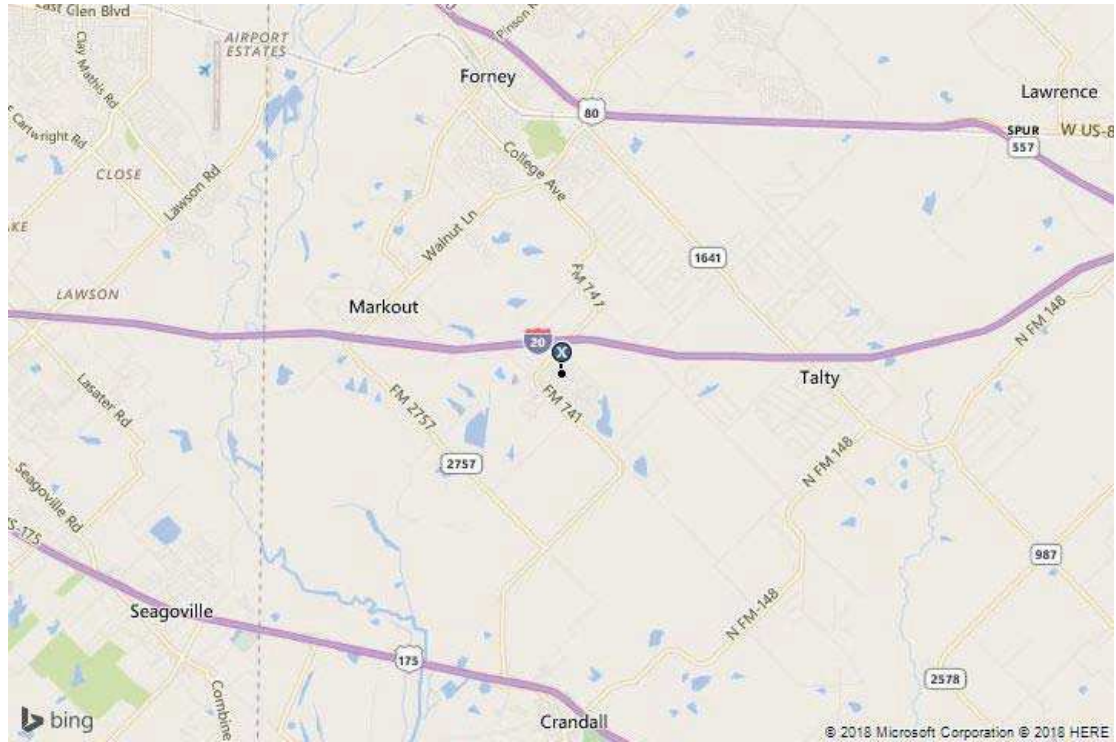 East Glen Blvd
Clay Mathis Rd
AIRPORT
ESTATES
Pinson
Forney
80
Lawrence
SPUR
557
W US-8
Cartwright Rd
CLOSE
Lawson Rd
College Ave
Walnut Ln
1641
FM 741
LAWSON
Markout
20
X
N FM 148
Talty
Lasater Rd
FM 2757
FM 741
2757
N FM 148
Seagoville Rd
US-175
987
Seagoville
N FM-148
175
2578
Combine
Crandall
bing
© 2018 Microsoft Corporation © 2018 HERE